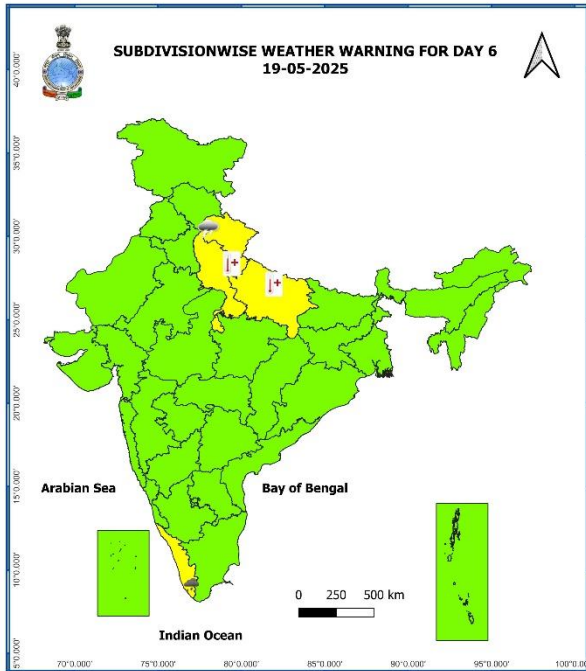 SUBDIVISIONWISE WEATHER WARNING FOR DAY 6
19-05-2025
40°0.000'
35°0.000'
30°0.000'
25°0.000'
20°0.000'
15°0.000'
10°0.000'
5°0.000'
Arabian Sea
Bay of Bengal
0 250 500 km
Indian Ocean
70°0.000' 75°0.000' 80°0.000' 85°0.000' 90°0.000' 95°0.000' 100°0.0